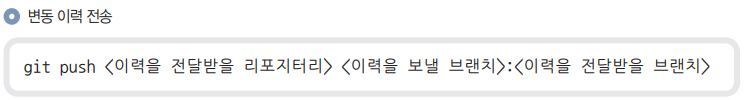 변동 이력 전송
git push <이력을 전달받을 리포지터리> <이력을 보낼 브랜치>:<이력을 전달받을 브랜치>